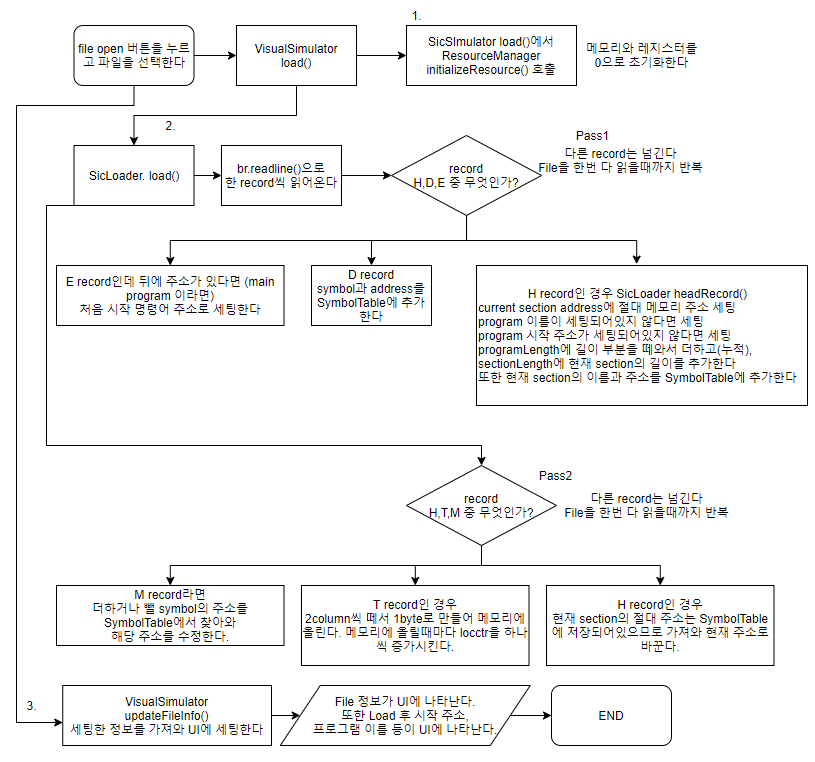 1.
file open 버튼을 누르
고 파일을 선택한다
VisualSimulator
load()
SicSImulator load()에서
ResourceManager
initializeResource() 호출
메모리와 레지스터를
0으로 초기화한다
2.
SicLoader. load()
br.readline()으로
한 record씩 읽어온다
record
H,D,E 중 무엇인가?
Pass1
다른 record는 넘긴다
File을 한번 다 읽을때까지 반복
E record인데 뒤에 주소가 있다면 (main
program 이라면)
저음 시작 명령어 주소로 세팅한다
D record
symbol과 address를
SymbolTable에 추가
한다
H record인 경우 SicLoader headRecord()
current section address에 절대 메모리 주소 세팅
program 이름이 세팅되어있지 않다면 세팅
program 시작 주소가 세팅되어있지 않다면 세팅
programLength에 길이 부분을 떼와서 더하고(누적),
sectionLength에 현재 section의 길이를 추가한다
또한 현재 section의 이름과 주소를 SymbolTable에 추가한다
Pass2
record
H,T,M 중 무엇인가?
다른 record는 넘긴다
File을 한번 다 읽을때까지 반복
M record라면
더하거나 뺄 symbol의 주소를
SymbolTable에서 찾아와
해당 주소를 수정한다.
T record인 경우
2column씩 떼서 1byte로 만들어 메모리에
올린다. 메모리에 올릴때마다 locctr을 하나
씩 증가시킨다.
H record인 경우
현재 section의 절대 주소는 SymbolTable
에 저장되어있으므로 가져와 현재 주소로
바꾼다.
3.
VisualSimulator
updateFileInfo()
세팅한 정보를 가져와 UI에 세팅한다
File 정보가 UI에 나타난다.
또한 Load 후 시작 주소,
프로그램 이름 등이 UI에 나타난다.
END